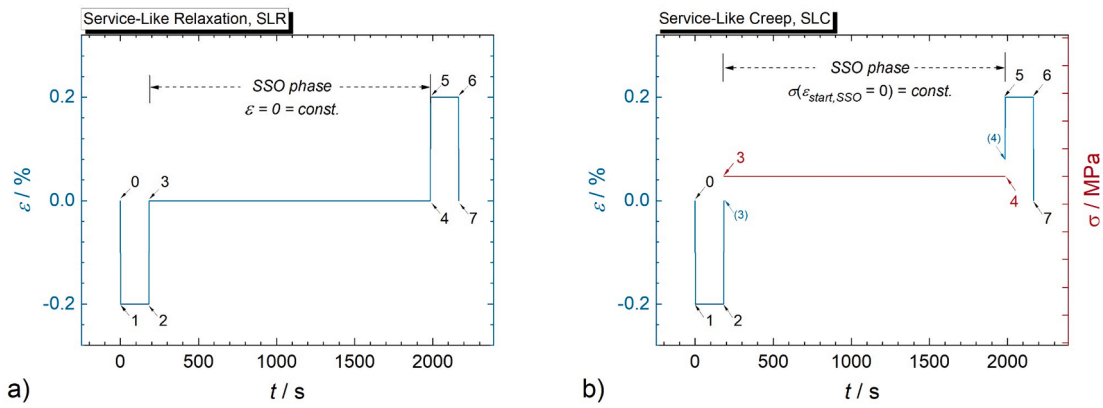 Service-Like Relaxation, SLR
SSO phase
ε = 0 = const.
0.2
0.0
-0.2
ε / %
0
1
2
3
4
5
6
7
0
500
1000
1500
2000
t / s
a)
Service-Like Creep, SLC
SSO phase
σ(εstart,SSO = 0) = const.
0.2
0.0
-0.2
ε / %
0
1
2
3
(3)
(4)
4
5
6
7
σ / MPa
0
500
1000
1500
2000
t / s
b)